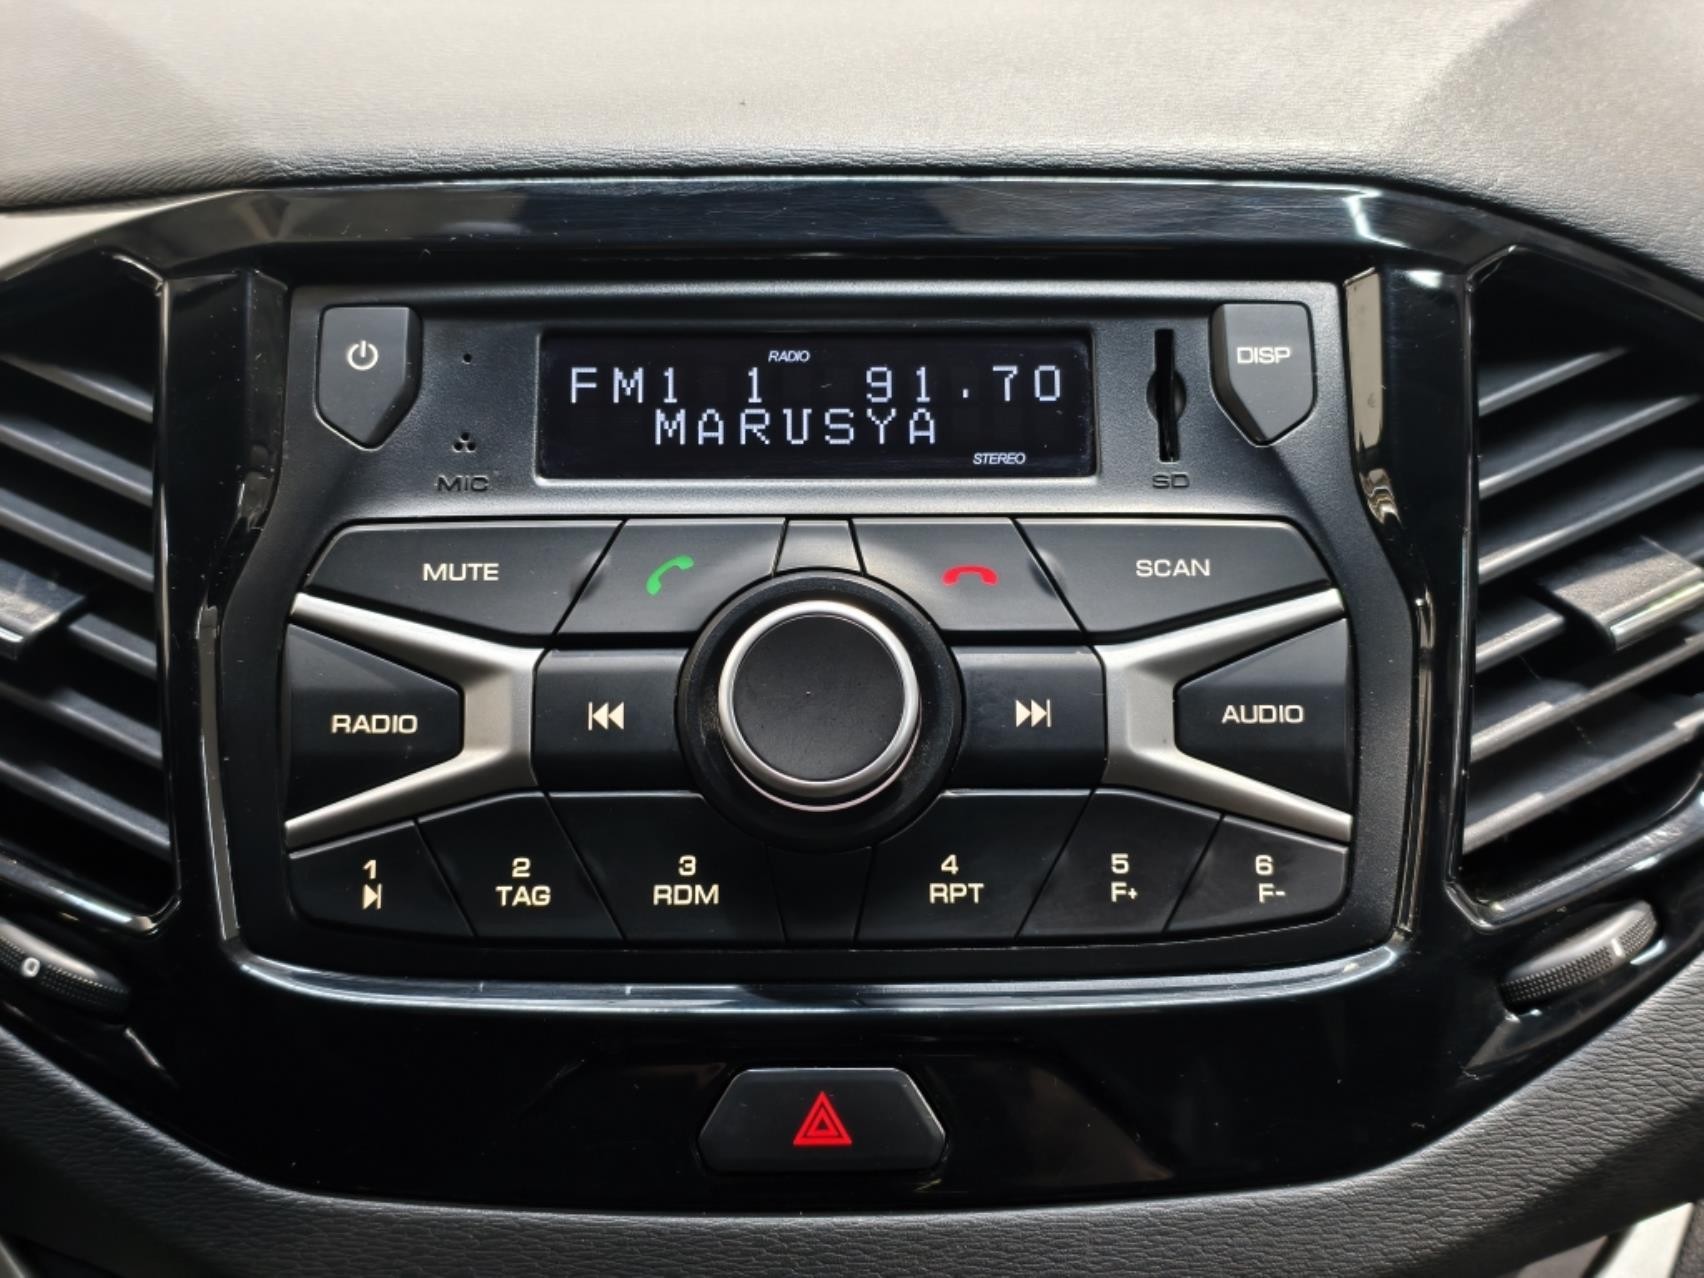 RADIO
FM1 1 91.70
MARUSYA
STEREO
DISP
MIC
SD
MUTE
SCAN
RADIO
AUDIO
1
2
TAG
3
RDM
4
RPT
5
F+
6
F-
0